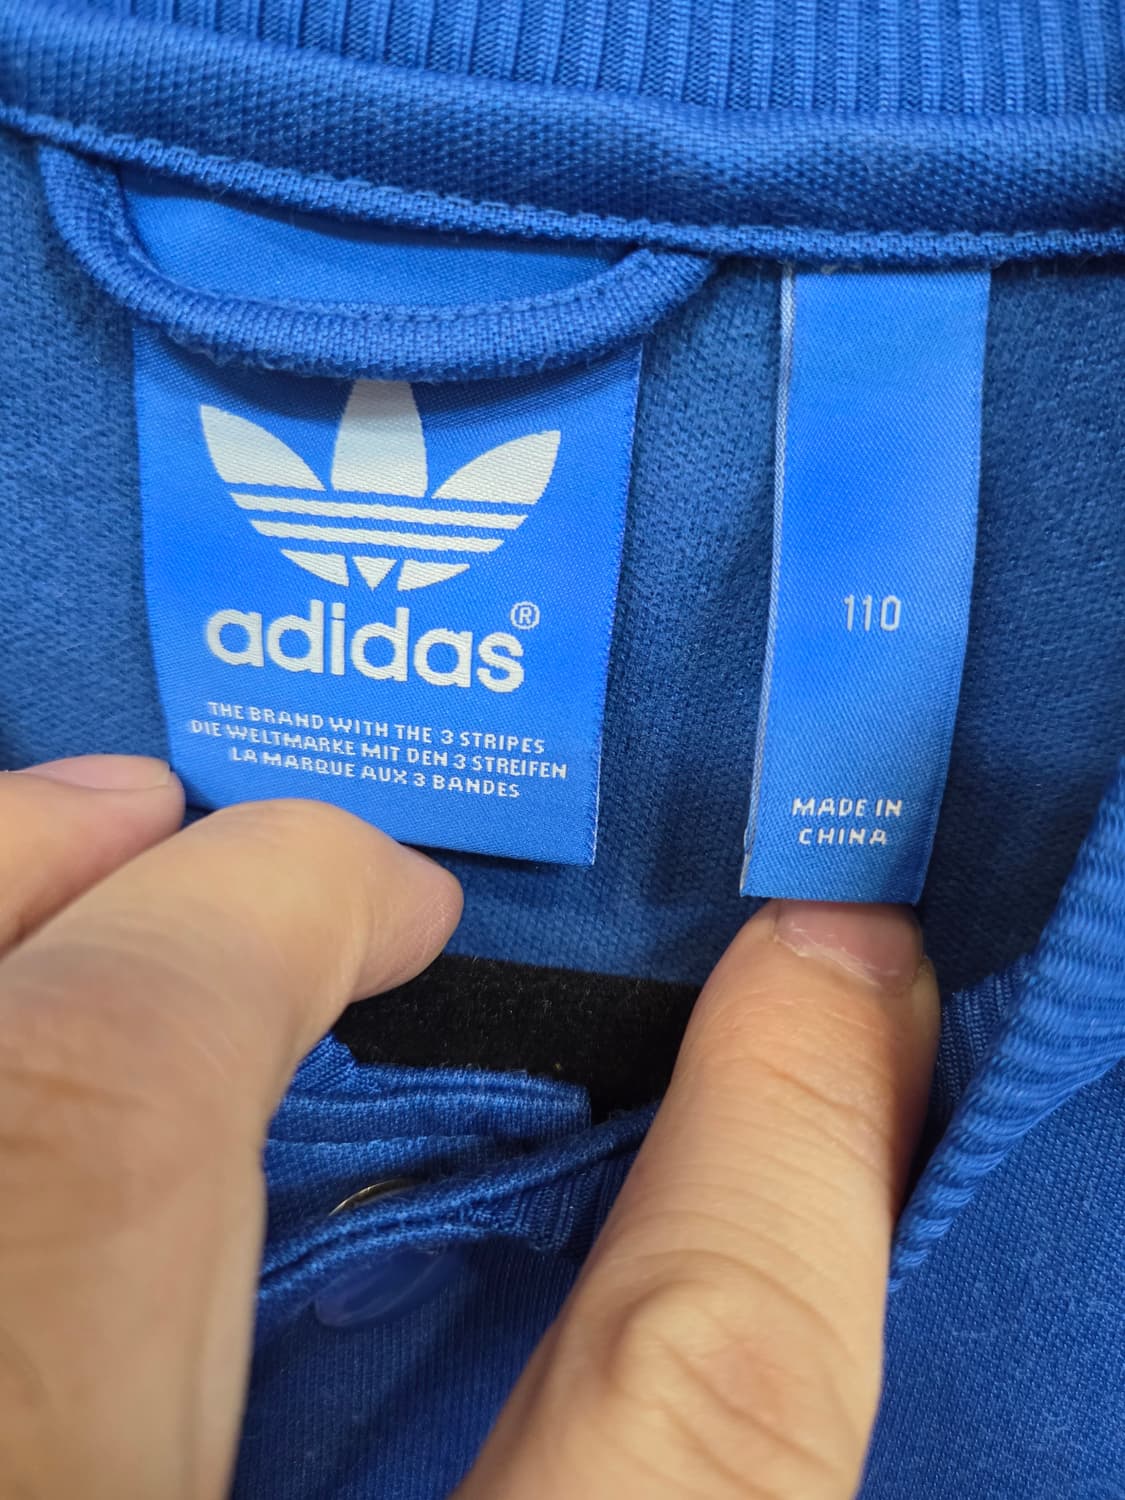 adidas®
THE BRAND WITH THE 3 STRIPES
DIE WELTMARKE MIT DEN 3 STREIFEN
LA MARQUE AUX 3 BANDES
110
MADE IN
CHINA